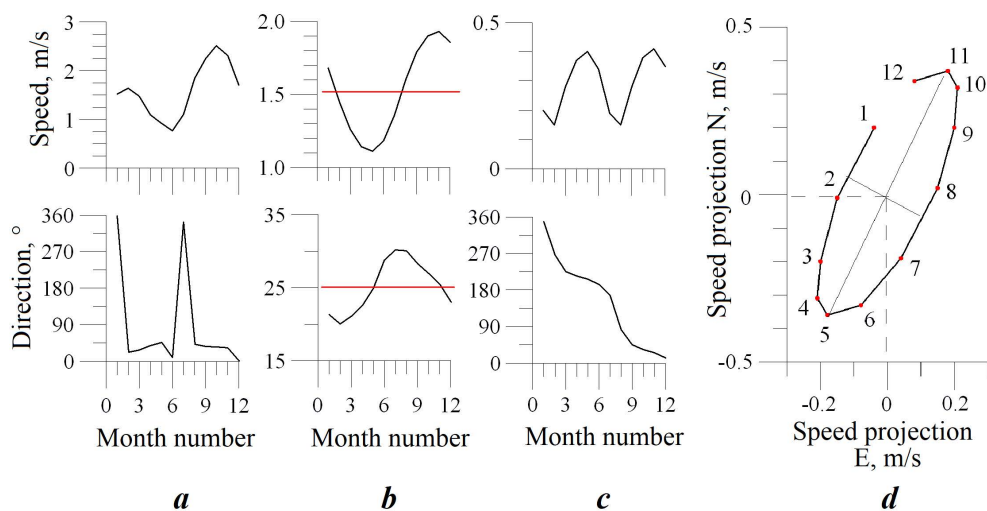 Speed, m/s
3
2
1
0
2.0
1.5
1.0
0.5
0
Direction, °
360
270
180
90
0
35
25
15
360
270
180
90
0
0 3 6 9 12
0 3 6 9 12
0 3 6 9 12
Month number
Month number
Month number
Speed projection N, m/s
0.5
0
-0.5
12
11
10
1
9
2
8
3
7
4
5
6
-0.2 0 0.2
Speed projection
E, m/s
a b c d